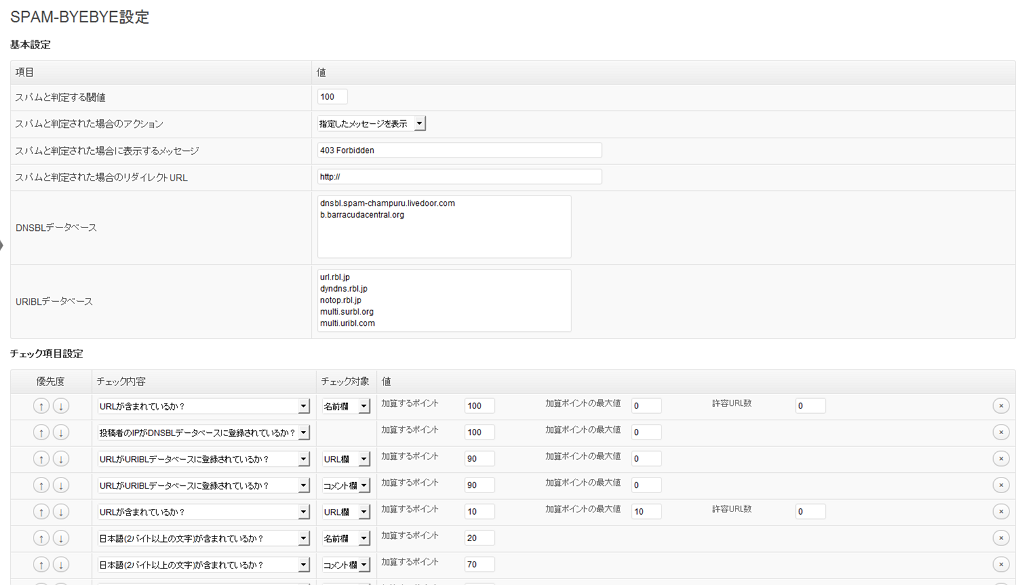 SPAM-BYEBYE設定
基本設定
項目 値
スパムと判定する閾値 100
スパムと判定された場合のアクション 指定したメッセージを表示
スパムと判定された場合に表示するメッセージ 403 Forbidden
スパムと判定された場合のリダイレクトURL http://
DNSBLデータベース
dnsbl.spam-champuru.livedoor.com
b.barracudacentral.org
URIBLデータベース
url.rbl.jp
dyndns.rbl.jp
notop.rbl.jp
multi.surbl.org
multi.uribl.com
チェック項目設定
優先度 チェック内容 チェック対象 値
↑ ↓ URLが含まれているか? 名前欄 加算するポイント 100 加算ポイントの最大値 0 許容URL数 0 ×
↑ ↓ 投稿者のIPがDNSBLデータベースに登録されているか? 加算するポイント 100 加算ポイントの最大値 0 ×
↑ ↓ URLがURIBLデータベースに登録されているか? URL欄 加算するポイント 90 加算ポイントの最大値 0 ×
↑ ↓ URLがURIBLデータベースに登録されているか? コメント欄 加算するポイント 90 加算ポイントの最大値 0 ×
↑ ↓ URLが含まれているか? URL欄 加算するポイント 10 加算ポイントの最大値 10 許容URL数 0 ×
↑ ↓ 日本語(2バイト以上の文字)が含まれているか? 名前欄 加算するポイント 20 ×
↑ ↓ 日本語(2バイト以上の文字)が含まれているか? コメント欄 加算するポイント 70 ×